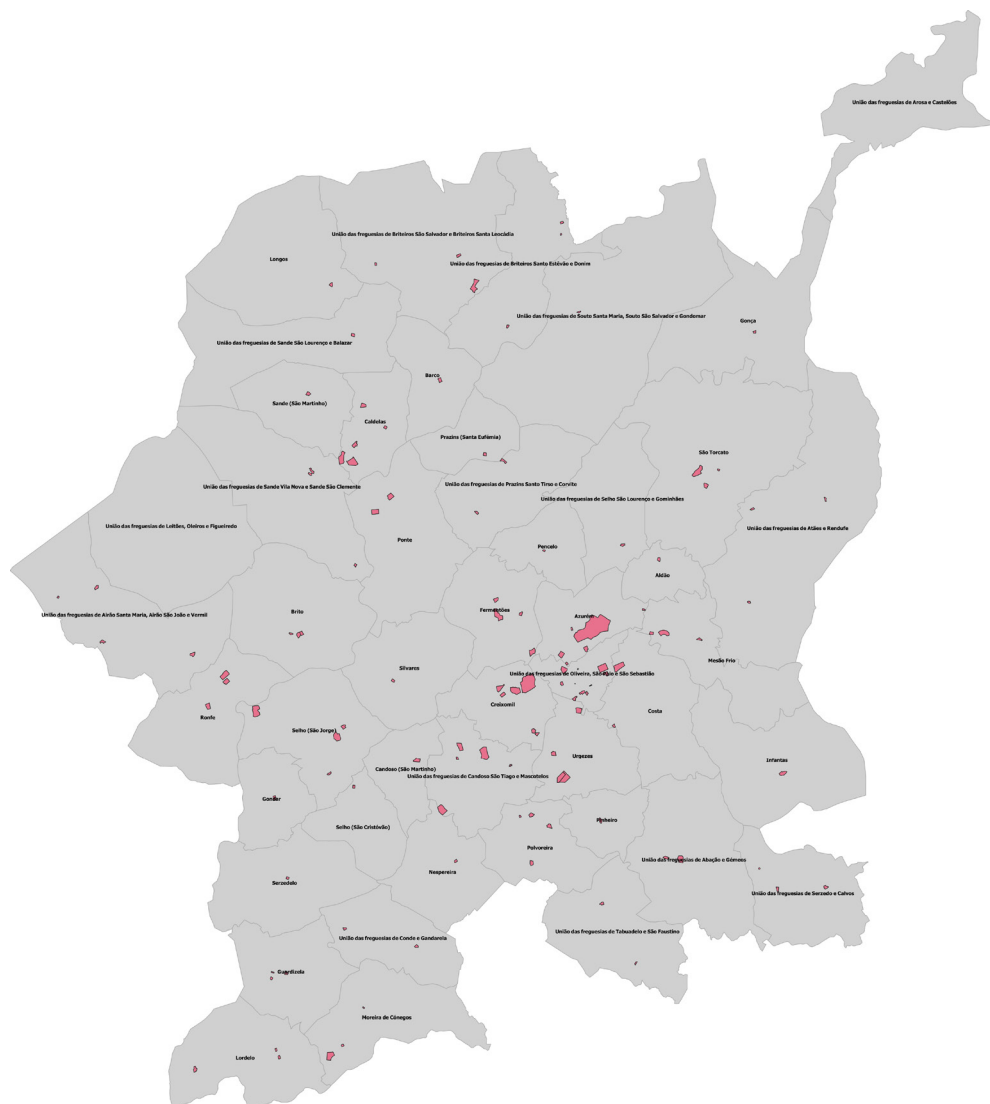 União das freguesias de Arosa e Castelões
União das freguesias de Briteiros São Salvador e Briteiros Santa Leocádia
Longos
União das freguesias de Briteiros Santo Estêvão e Donim
União das freguesias de Souto Santa Maria, Souto São Salvador e Gondomar
Gonça
União das freguesias de Sande São Lourenço e Balazar
Barco
Sande (São Martinho)
Caldelas
Prazins (Santa Eufémia)
São Torcato
União das freguesias de Sande Vila Nova e Sande São Clemente
União das freguesias de Prazins Santo Tirso e Corvite
União das freguesias de Selho São Lourenço e Gominhães
União das freguesias de Leitões, Oleiros e Figueiredo
União das freguesias de Atães e Rendufe
Ponte
Pencelo
Aldão
União das freguesias de Airão Santa Maria, Airão São João e Vermil
Brito
Fermentões
Azurém
Mesão Frio
Silvares
União das freguesias de Oliveira, São Paio e São Sebastião
Creixomil
Costa
Ronfe
Selho (São Jorge)
Urgezes
Infantas
Candoso (São Martinho)
União das freguesias de Candoso São Tiago e Mascotelos
Gondar
Selho (São Cristóvão)
Pinheiro
Polvoreira
União das freguesias de Abação e Gémeos
Nespereira
Serzedelo
União das freguesias de Serzedo e Calvos
União das freguesias de Tabuadelo e São Faustino
União das freguesias de Conde e Gandarela
Guardizela
Moreira de Cónegos
Lordelo